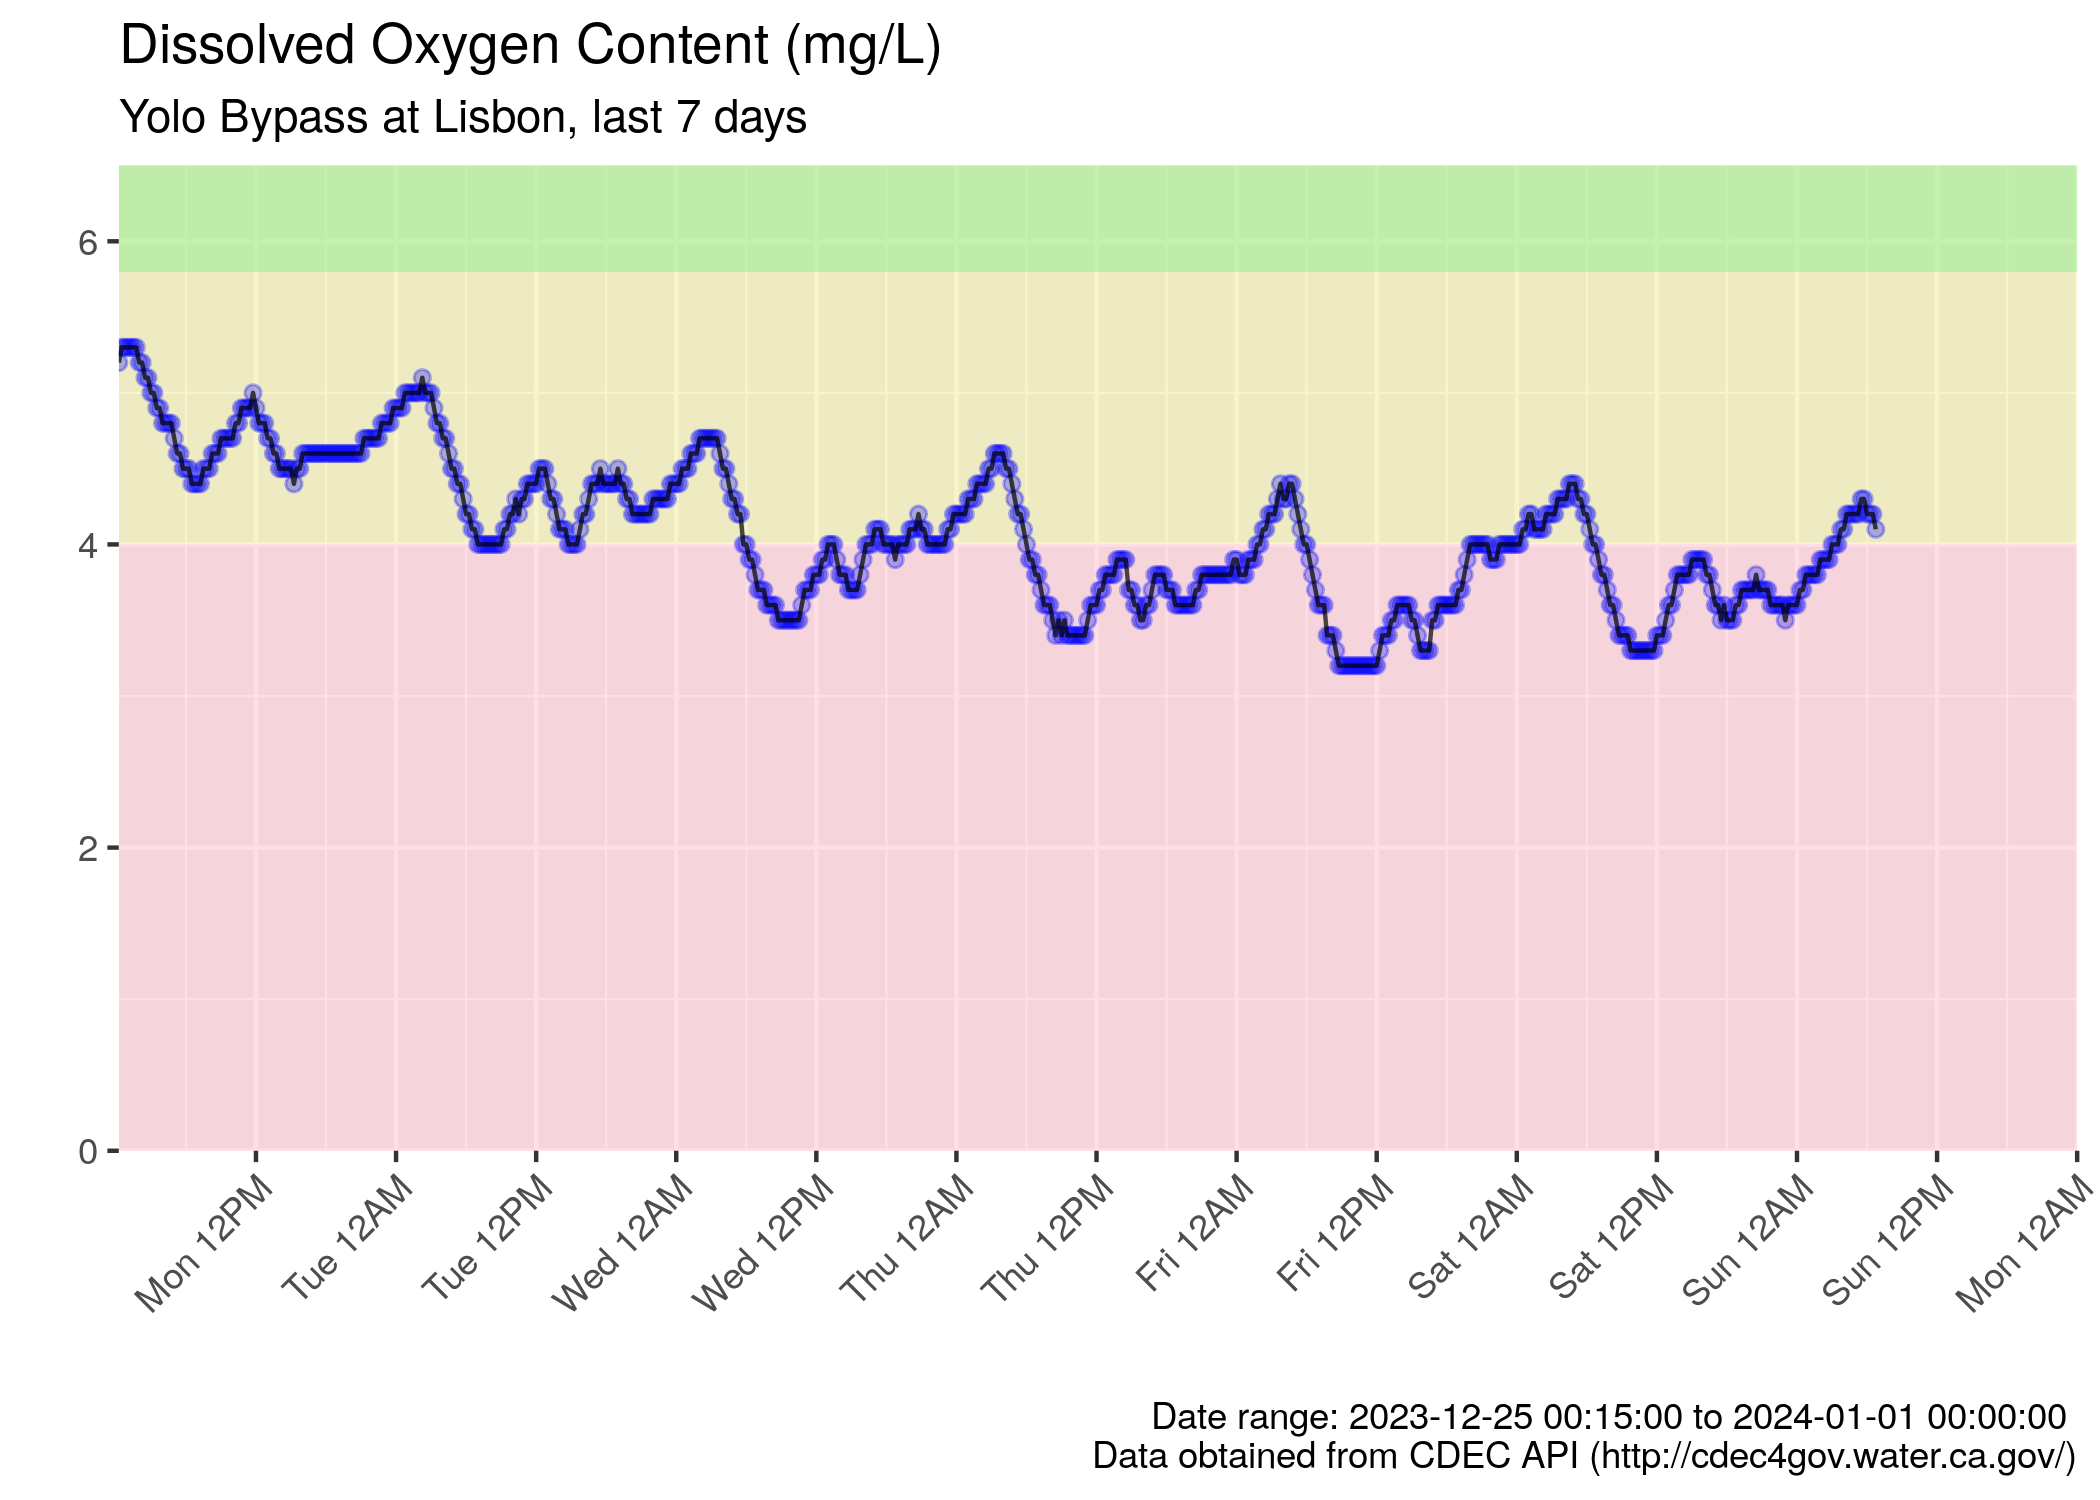 Dissolved Oxygen Content (mg/L)
Yolo Bypass at Lisbon, last 7 days
6
4
2
0
Mon 12PM
Tue 12AM
Tue 12PM
Wed 12AM
Wed 12PM
Thu 12AM
Thu 12PM
Fri 12AM
Fri 12PM
Sat 12AM
Sat 12PM
Sun 12AM
Sun 12PM
Mon 12AM
Date range: 2023-12-25 00:15:00 to 2024-01-01 00:00:00
Data obtained from CDEC API (http://cdec4gov.water.ca.gov/)